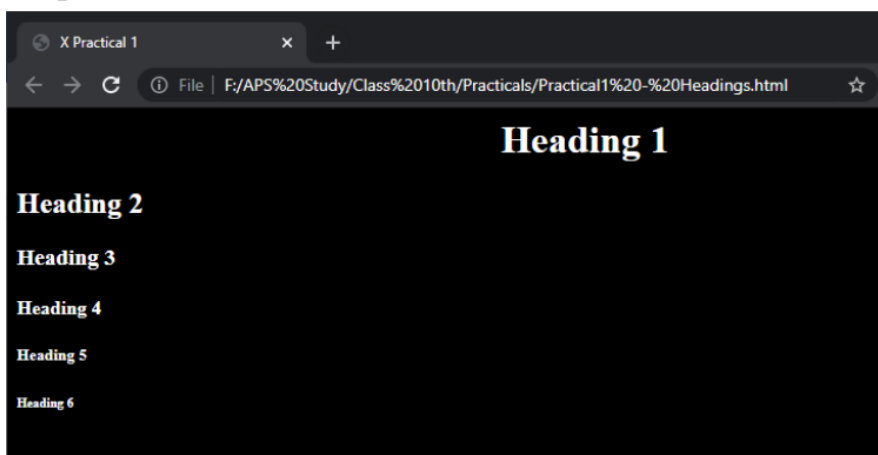 X Practical 1
File | F:/APS%20Study/Class%2010th/Practicals/Practical1%20-%20Headings.html
Heading 1
Heading 2
Heading 3
Heading 4
Heading 5
Heading 6